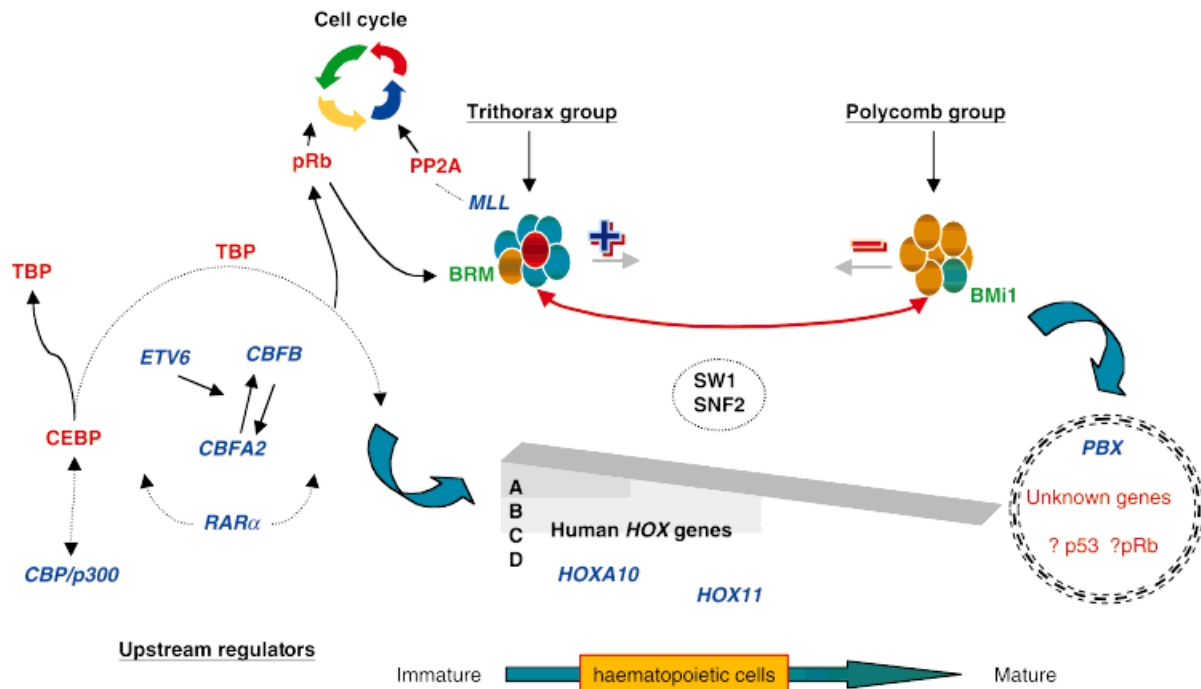 Cell cycle
Trithorax group
Polycomb group
pRb
PP2A
MLL
TBP
TBP
BRM
BMi1
ETV6
CBFB
SW1
SNF2
CEBP
CBFA2
PBX
A
Unknown genes
B
RARα
C
Human HOX genes
? p53 ?pRb
D
CBP/p300
HOXA10
HOX11
Upstream regulators
Immature
haematopoietic cells
Mature